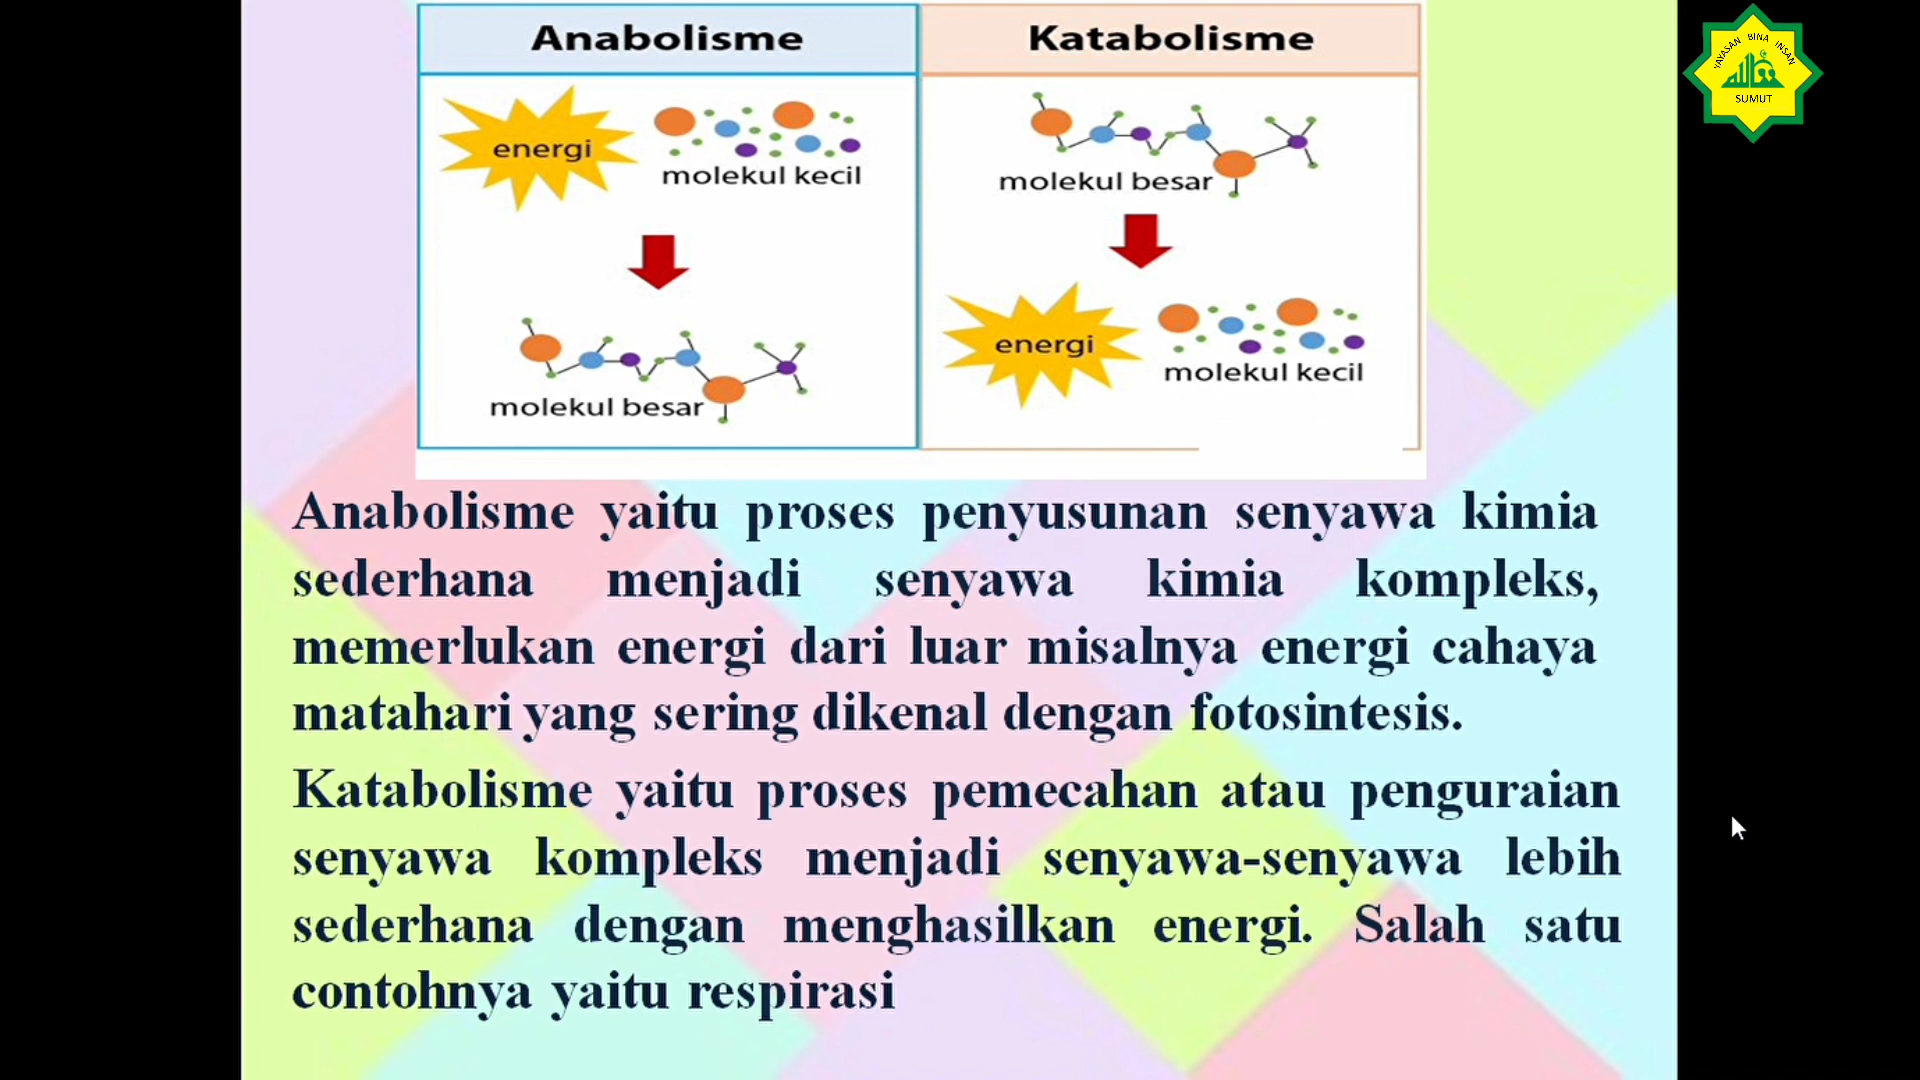 Anabolisme
Katabolisme
energi
molekul kecil
molekul besar
molekul besar
energi
molekul kecil
YAYASAN BINA INSAN
SUMUT
Anabolisme yaitu proses penyusunan senyawa kimia
sederhana menjadi senyawa kimia kompleks,
memerlukan energi dari luar misalnya energi cahaya
matahari yang sering dikenal dengan fotosintesis.
Katabolisme yaitu proses pemecahan atau penguraian
senyawa kompleks menjadi senyawa-senyawa lebih
sederhana dengan menghasilkan energi. Salah satu
contohnya yaitu respirasi